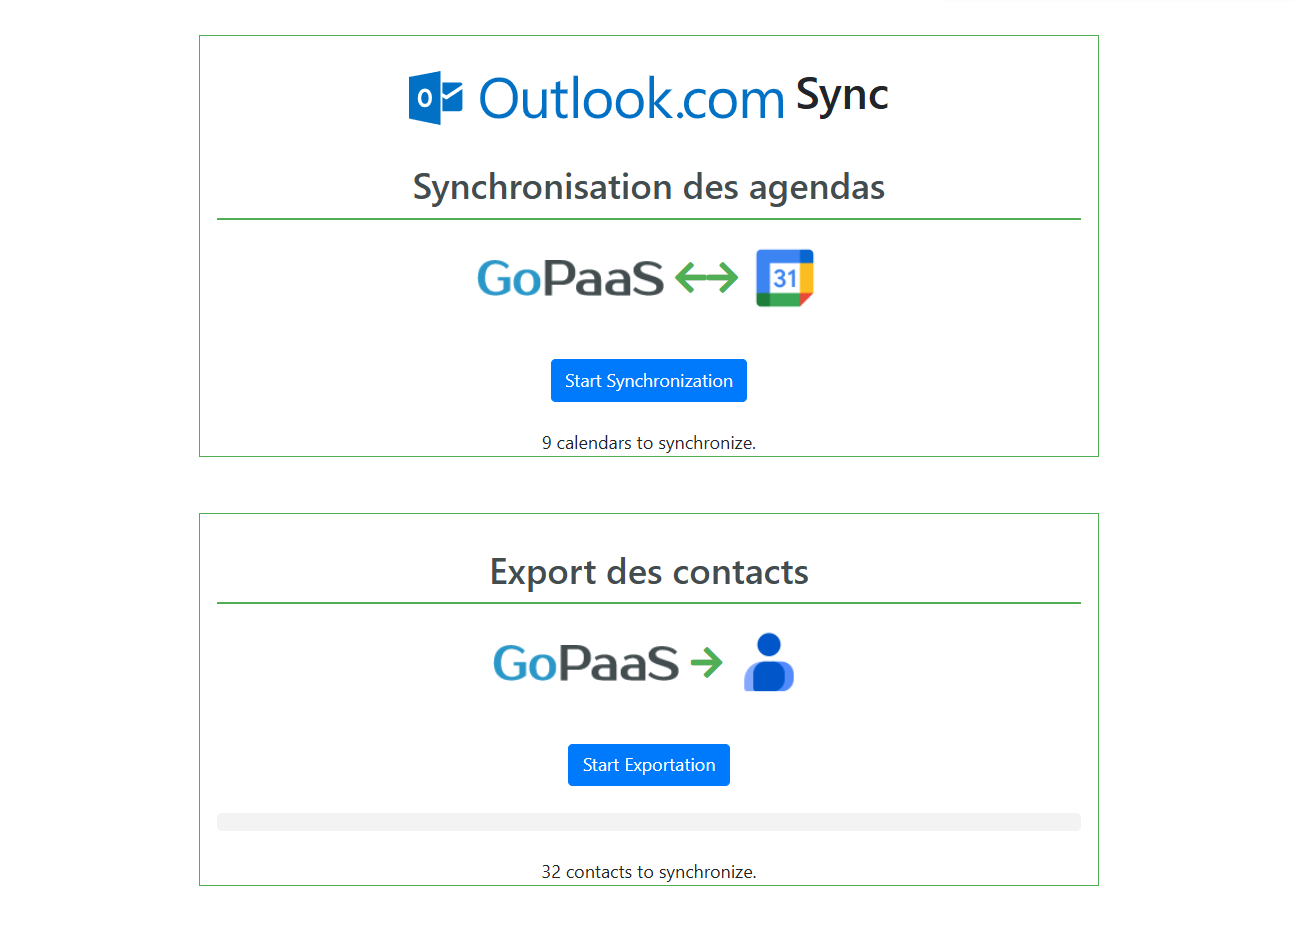 Outlook.com Sync
Synchronisation des agendas
GoPaaS 31
Start Synchronization
9 calendars to synchronize.
Export des contacts
GoPaaS
Start Exportation
32 contacts to synchronize.